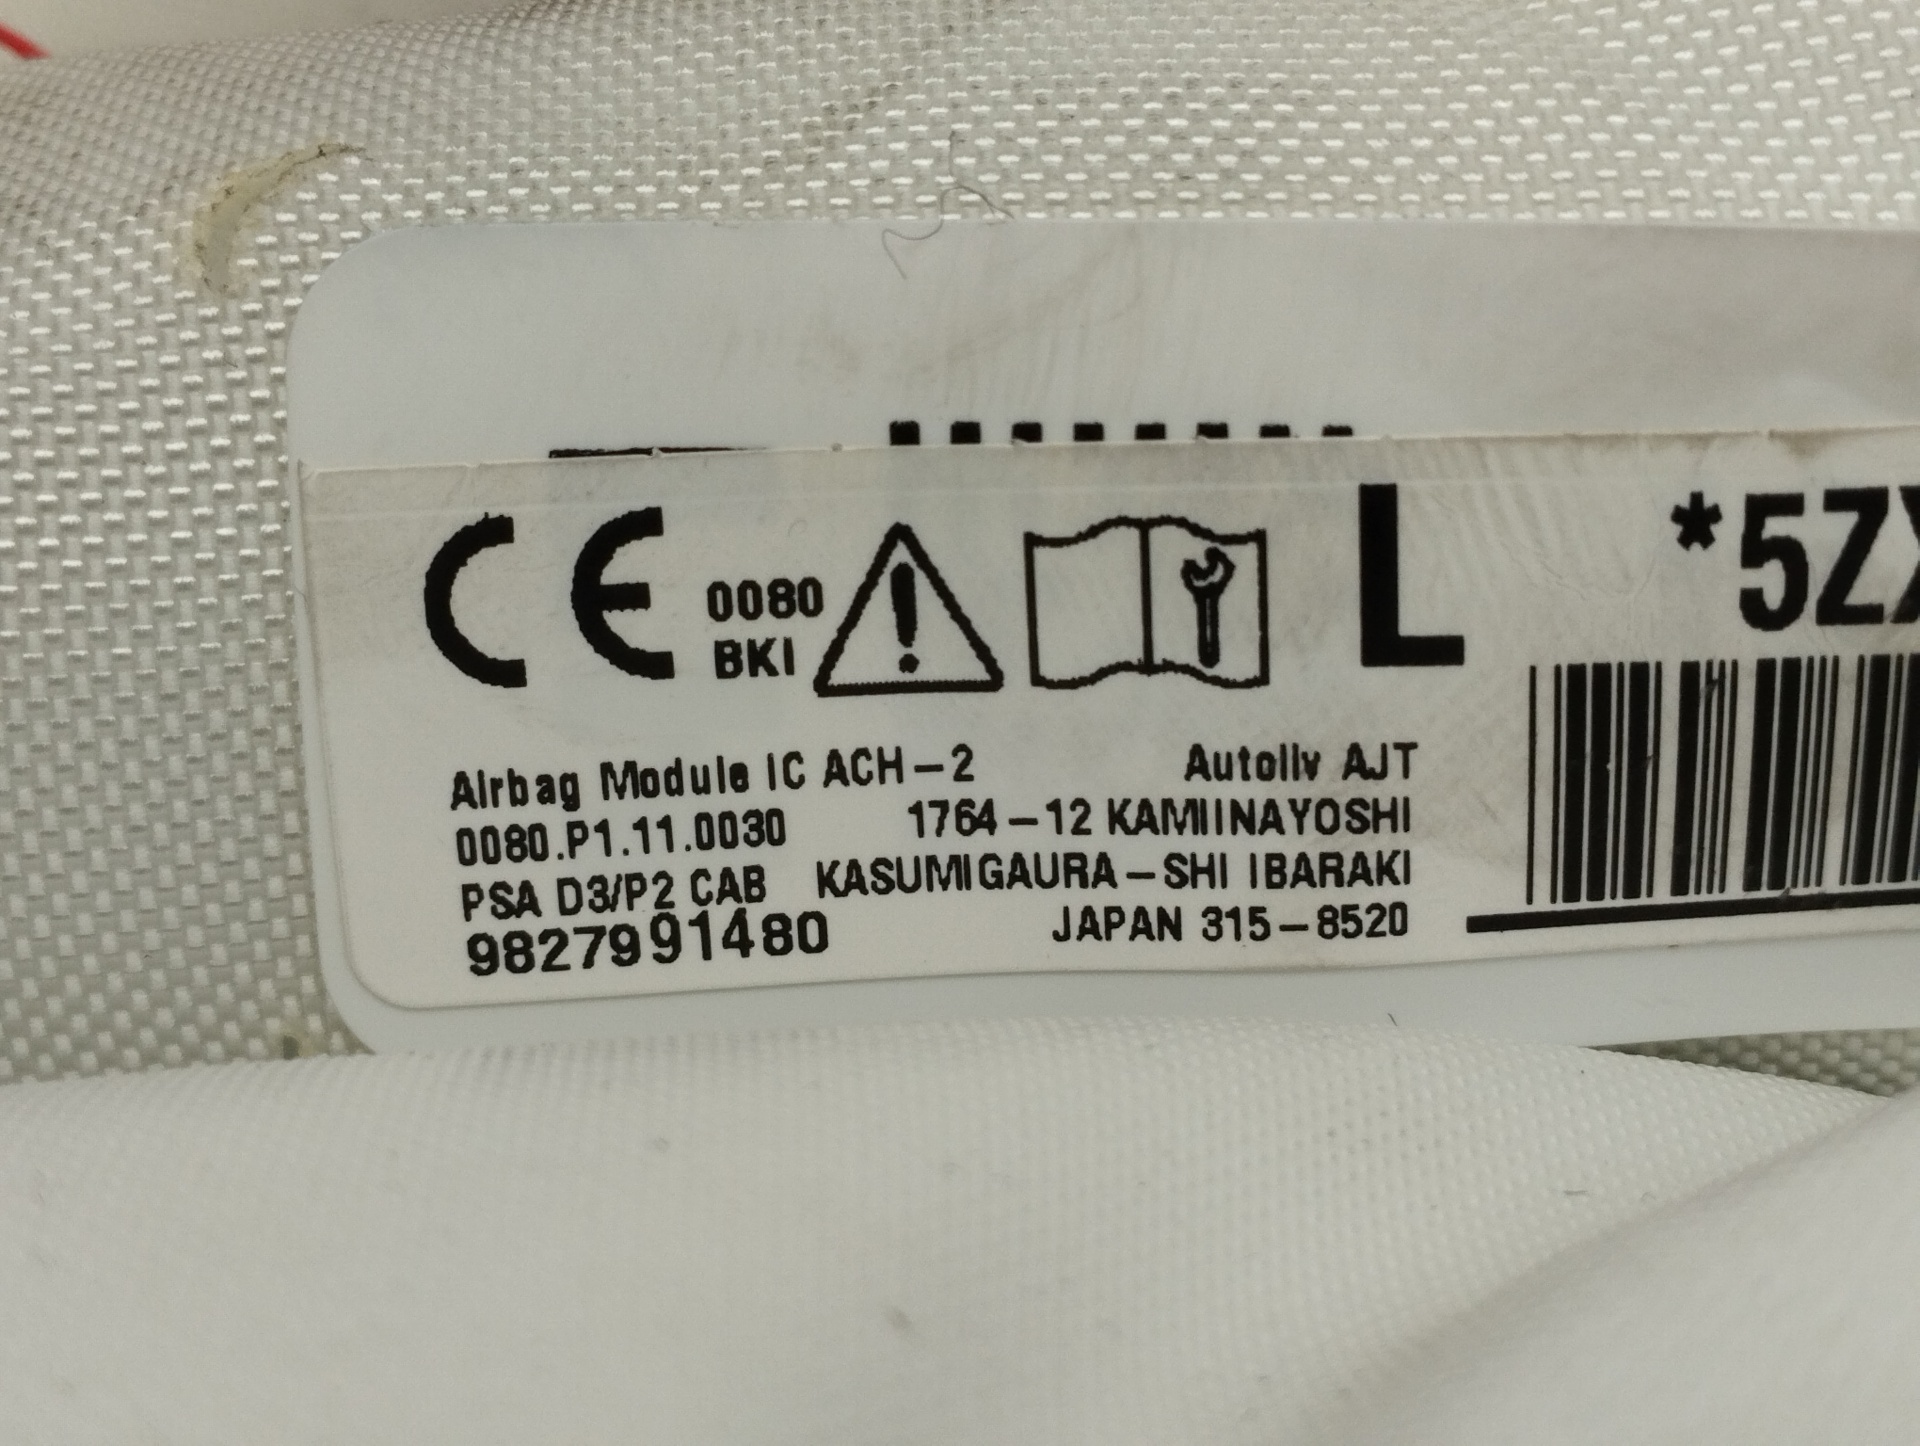 CE 0080 BKI L *5Z
Airbag Module IC ACH-2
0080.P1.11.0030
PSA D3/P2 CAB
9827991480
Autoliv AJT
1764-12 KAMIINAYOSHI
KASUMIGAURA-SHI IBARAKI
JAPAN 315-8520